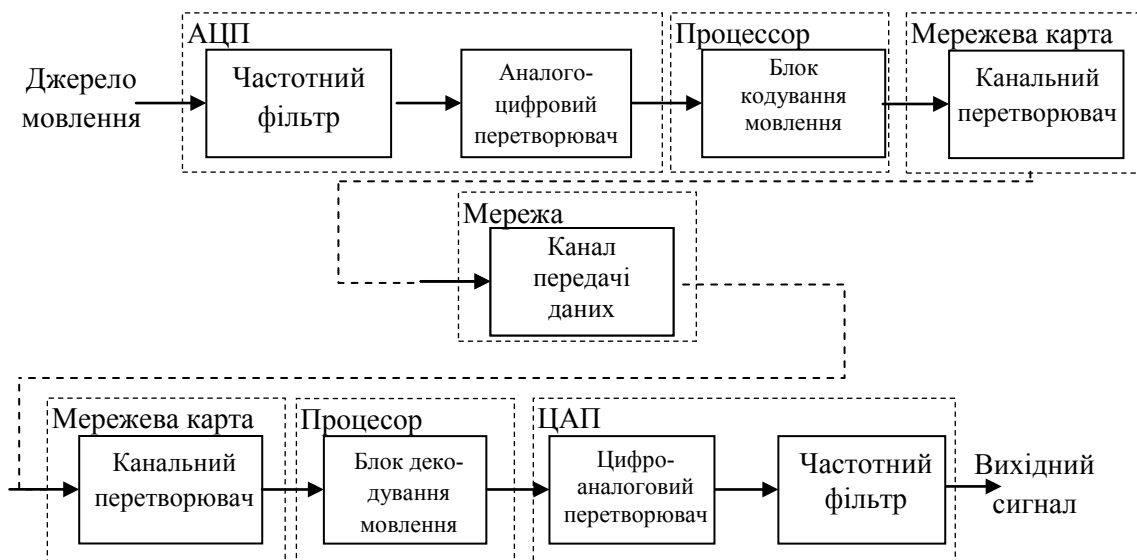 АЦП
Процессор
Мережева карта
Джерело
мовлення
Частотний
фільтр
Аналого-
цифровий
перетворювач
Блок
кодування
мовлення
Канальний
перетворювач
Мережа
Канал
передачі
даних
Мережева карта
Процесор
ЦАП
Канальний
перетворювач
Блок деко-
дування
мовлення
Цифро-
аналоговий
перетворювач
Частотний
фільтр
Вихідний
сигнал